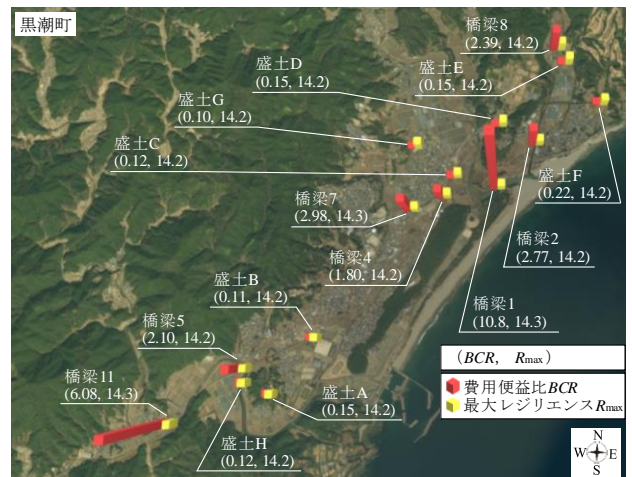 黒潮町
橋梁8
(2.39, 14.2)
盛土D
(0.15, 14.2)
盛土E
(0.15, 14.2)
盛土G
(0.10, 14.2)
盛土C
(0.12, 14.2)
盛土F
(0.22, 14.2)
橋梁7
(2.98, 14.3)
橋梁2
(2.77, 14.2)
橋梁4
(1.80, 14.2)
盛土B
(0.11, 14.2)
橋梁1
(10.8, 14.3)
橋梁5
(2.10, 14.2)
橋梁11
(6.08, 14.3)
盛土A
(0.15, 14.2)
盛土H
(0.12, 14.2)
(BCR, Rmax)
費用便益比BCR
最大レジリエンスRmax
N
W E
S